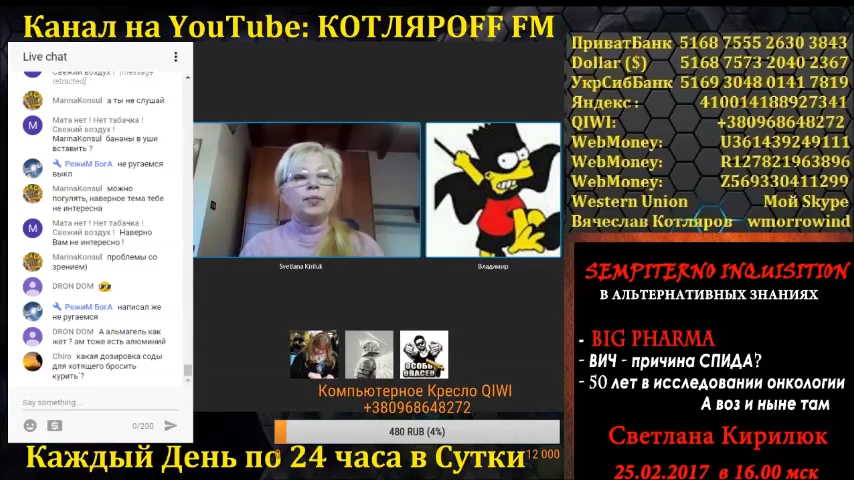 Канал на YouTube: КОТЛЯРОFF FM
Live chat
Свежий воздух ! [message
retracted]
MarinaKonsul а ты не слушай
Мата нет ! Нет табачка !
Свежий воздух !
MarinaKonsul бананы в уши
вставить ?
РежиМ БогА не ругаемся
выкл
MarinaKonsul можно
погулять, наверное тема тебе
не интересна
Мата нет ! Нет табачка !
Свежий воздух ! Наверно
Вам не интересно !
MarinaKonsul проблемы со
зрением)
DRON DOM
РежиМ БогА написал же
не ругаемся
DRON DOM А альмагель как
жет ? ам тоже есть алюминий
Chiro какая дозировка соды
для хотящего бросить
курить ?
Say something...
0/200
Svetlana Kiriluk
Владимир
ОСОБО
ОПАСЕН
Компьютерное Кресло QIWI
+380968648272
480 RUB (4%)
12 000
Каждый День по 24 часа в Сутки
ПриватБанк 5168 7555 2630 3843
Dollar ($) 5168 7573 2040 2367
УкрСибБанк 5169 3048 0141 7819
Яндекс : 410014188927341
QIWI: +380968648272
WebMoney: U361439249111
WebMoney: R127821963896
WebMoney: Z569330411299
Western Union Мой Skype
Вячеслав Котляров wmorrowind
SEMPITERNO INQUISITION
В АЛЬТЕРНАТИВНЫХ ЗНАНИЯХ
- BIG PHARMA
- ВИЧ - причина СПИДА?
- 50 лет в исследовании онкологии
А воз и ныне там
Светлана Кирилюк
25.02.2017 в 16.00 мск